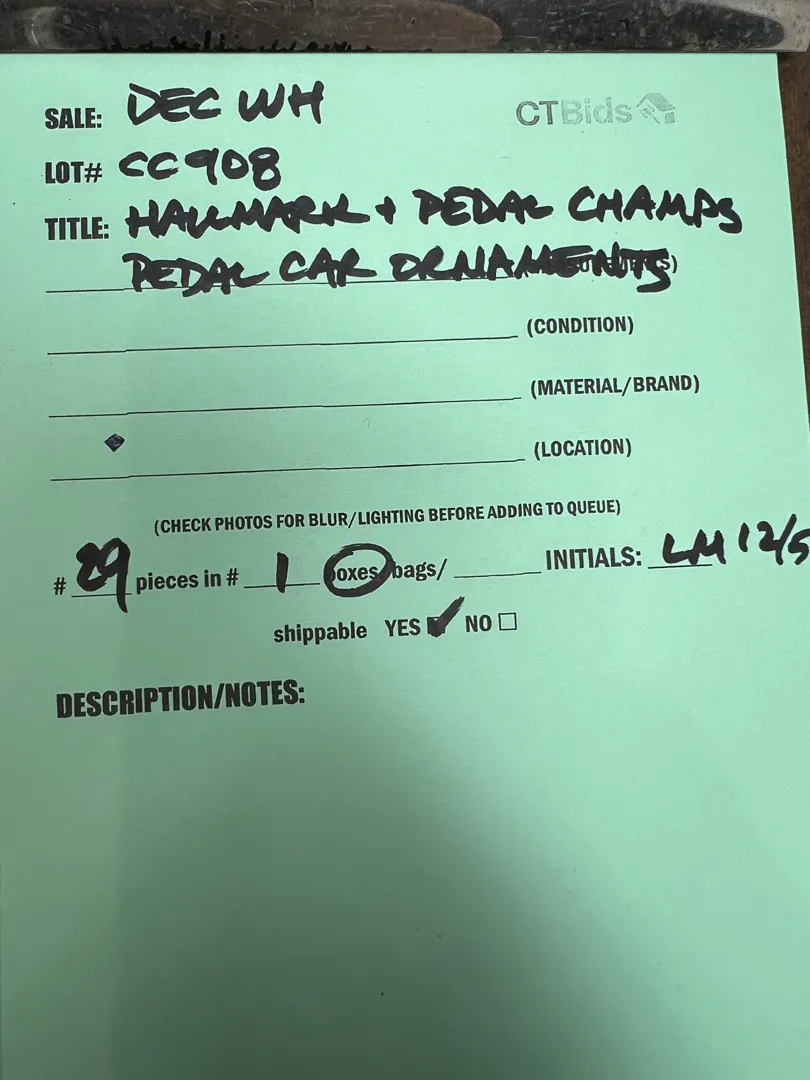 SALE: DEC WH
CTBids
LOT# CC908
TITLE: HALLMARK + PEDAL CHAMPS
PEDAL CAR ORNAMENTS
(CONDITION)
(MATERIAL/BRAND)
(LOCATION)
(CHECK PHOTOS FOR BLUR/LIGHTING BEFORE ADDING TO QUEUE)
# 29 pieces in # 1 boxes/bags/ INITIALS: LM 12/5
shippable YES NO
DESCRIPTION/NOTES: